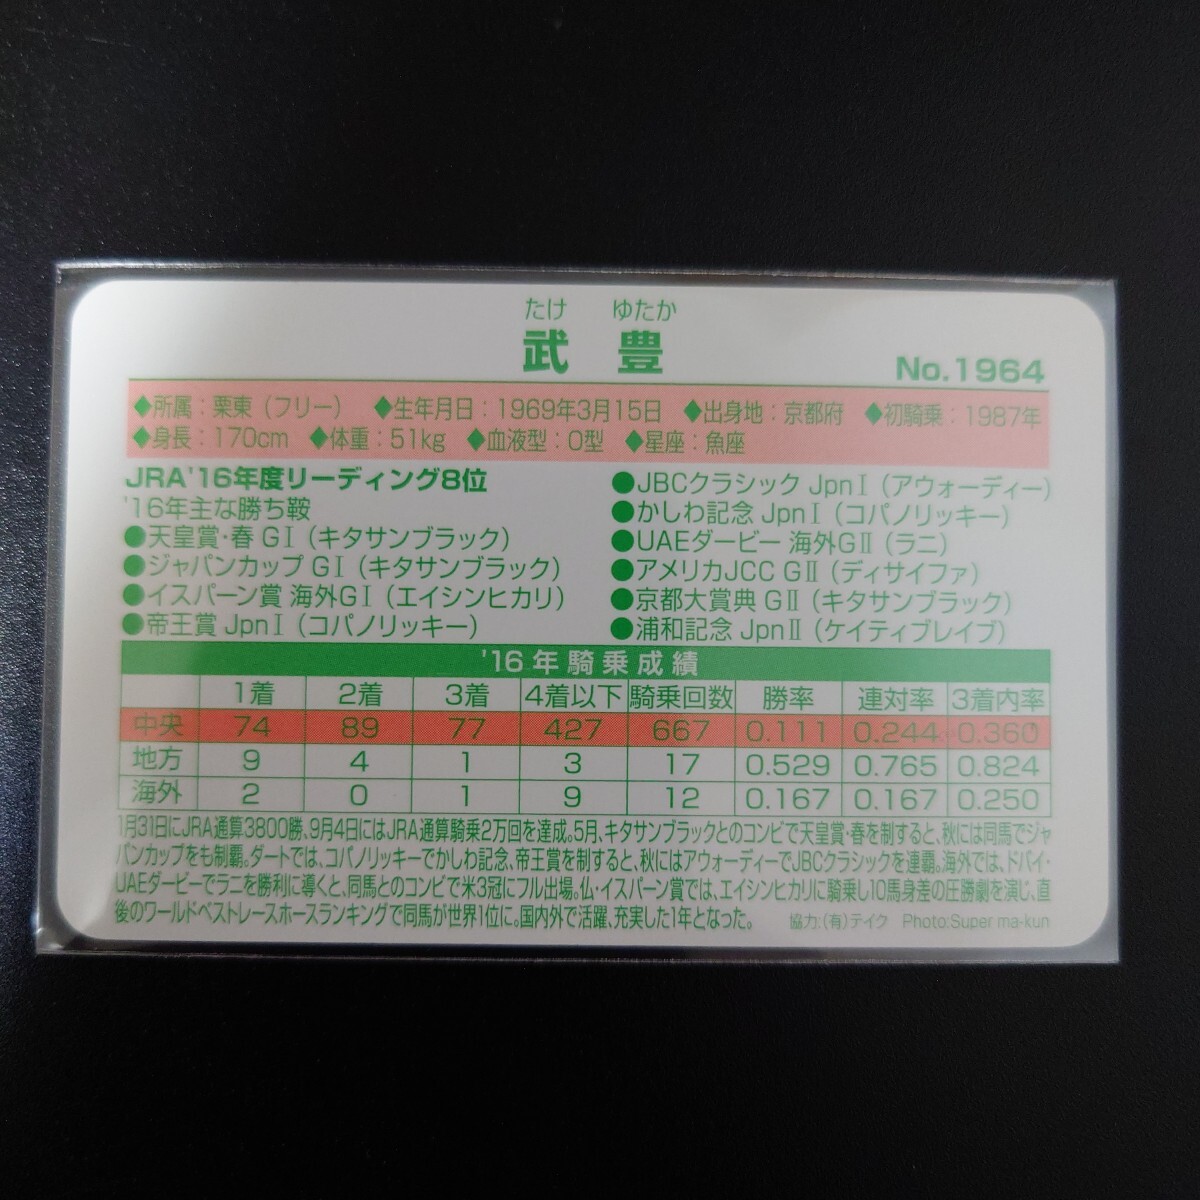 たけ ゆたか
武 豊
No.1964
◆所属:栗東(フリー) ◆生年月日:1969年3月15日 ◆出身地:京都府 ◆初騎乗:1987年
◆身長:170cm ◆体重:51kg ◆血液型:O型 ◆星座:魚座
JRA'16年度リーディング8位
'16年主な勝ち鞍
●天皇賞・春 GⅠ(キタサンブラック)
●ジャパンカップ GⅠ(キタサンブラック)
●イスパーン賞 海外GⅠ(エイシンヒカリ)
●帝王賞 JpnⅠ(コパノリッキー)
●JBCクラシック JpnⅠ(アウォーディー)
●かしわ記念 JpnⅠ(コパノリッキー)
●UAEダービー 海外GⅡ(ラニ)
●アメリカJCC GⅡ(ディサイファ)
●京都大賞典 GⅡ(キタサンブラック)
●浦和記念 JpnⅡ(ケイティブレイブ)
'16年騎乗成績
1着 2着 3着 4着以下 騎乗回数 勝率 連対率 3着内率
中央 74 89 77 427 667 0.111 0.244 0.360
地方 9 4 1 3 17 0.529 0.765 0.824
海外 2 0 1 9 12 0.167 0.167 0.250
1月31日にJRA通算3800勝、9月4日にはJRA通算騎乗2万回を達成。5月、キタサンブラックとのコンビで天皇賞・春を制すると、秋には同馬でジャ
パンカップをも制覇。ダートでは、コパノリッキーでかしわ記念、帝王賞を制すると、秋にはアウォーディーでJBCクラシックを連覇。海外では、ドバイ・
UAEダービーでラニを勝利に導くと、同馬とのコンビで米3冠にフル出場。仏・イスパーン賞では、エイシンヒカリに騎乗し10馬身差の圧勝劇を演じ、直
後のワールドベストレースホースランキングで同馬が世界1位に。国内外で活躍、充実した1年となった。
協力:(有)テイク Photo:Super ma-kun